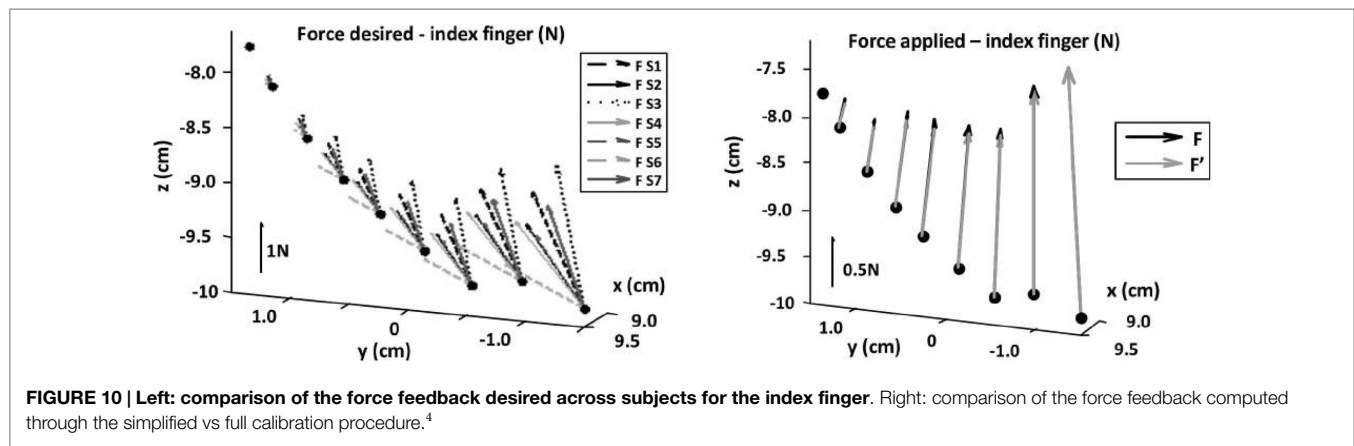 Force desired - index finger (N)
-8.0
-8.5
-9.0
-9.5
-10
z (cm)
1N
1.0
0
-1.0
y (cm)
x (cm)
9.0
9.5
F S1
F S2
F S3
F S4
F S5
F S6
F S7
Force applied – index finger (N)
-7.5
-8.0
-8.5
-9.0
-9.5
-10
z (cm)
0.5N
1.0
0
-1.0
y (cm)
x (cm)
9.0
9.5
F
F'
FIGURE 10 | Left: comparison of the force feedback desired across subjects for the index finger. Right: comparison of the force feedback computed
through the simplified vs full calibration procedure.⁴